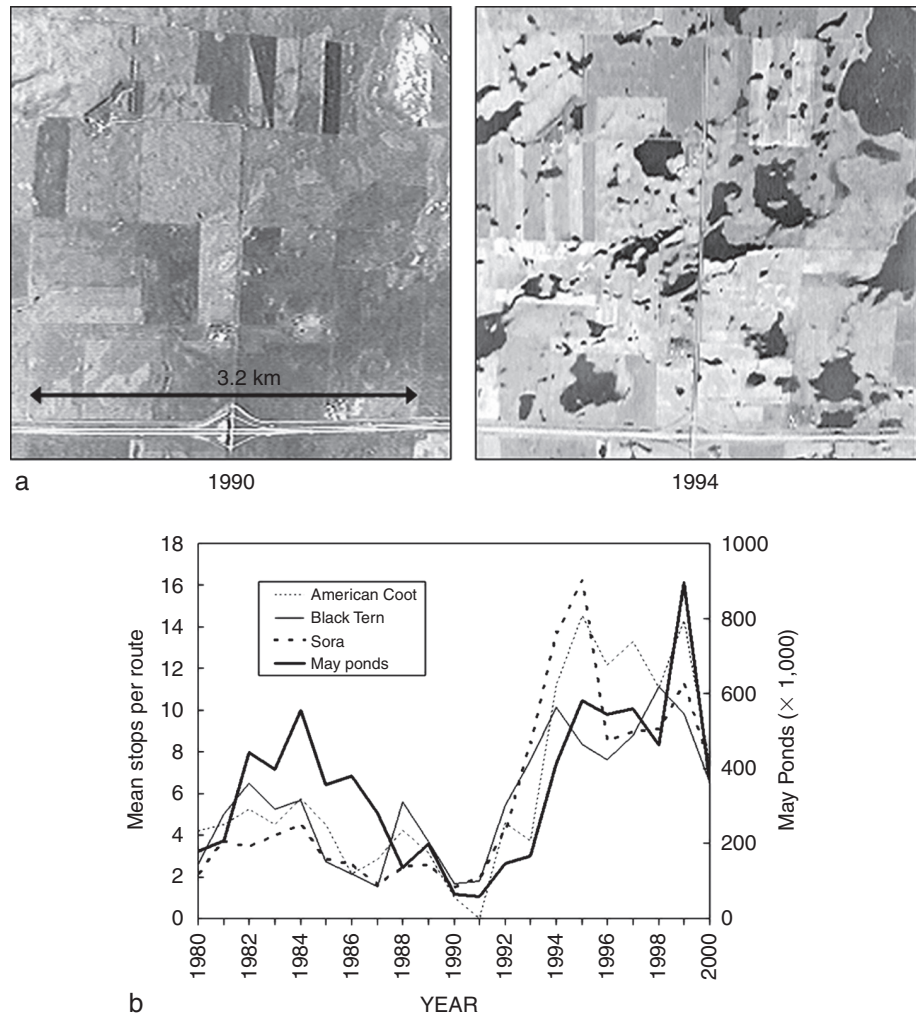 3.2 km
a
1990
1994
18
16
14
12
10
8
6
4
2
0
Mean stops per route
American Coot
Black Tern
Sora
May ponds
1000
800
600
400
200
0
May Ponds (× 1,000)
1980
1982
1984
1986
1988
1990
1992
1994
1996
1998
2000
b
YEAR